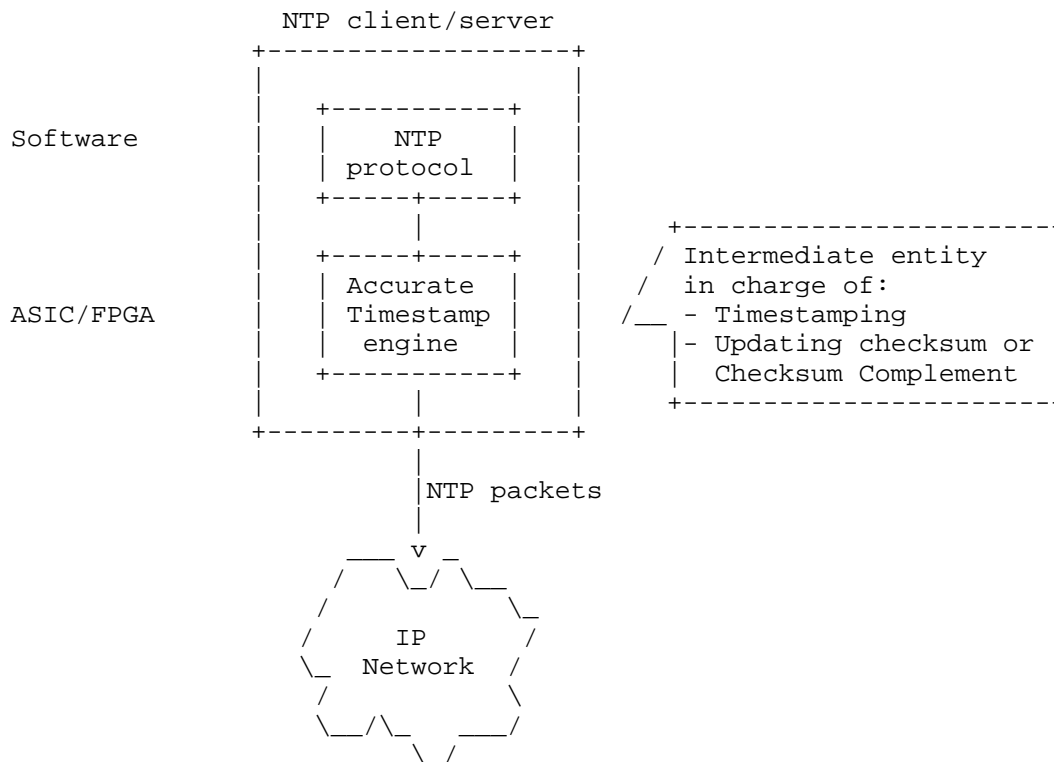 NTP client/server
Software
NTP
protocol
ASIC/FPGA
Accurate
Timestamp
engine
Intermediate entity
in charge of:
- Timestamping
- Updating checksum or
Checksum Complement
NTP packets
IP
Network